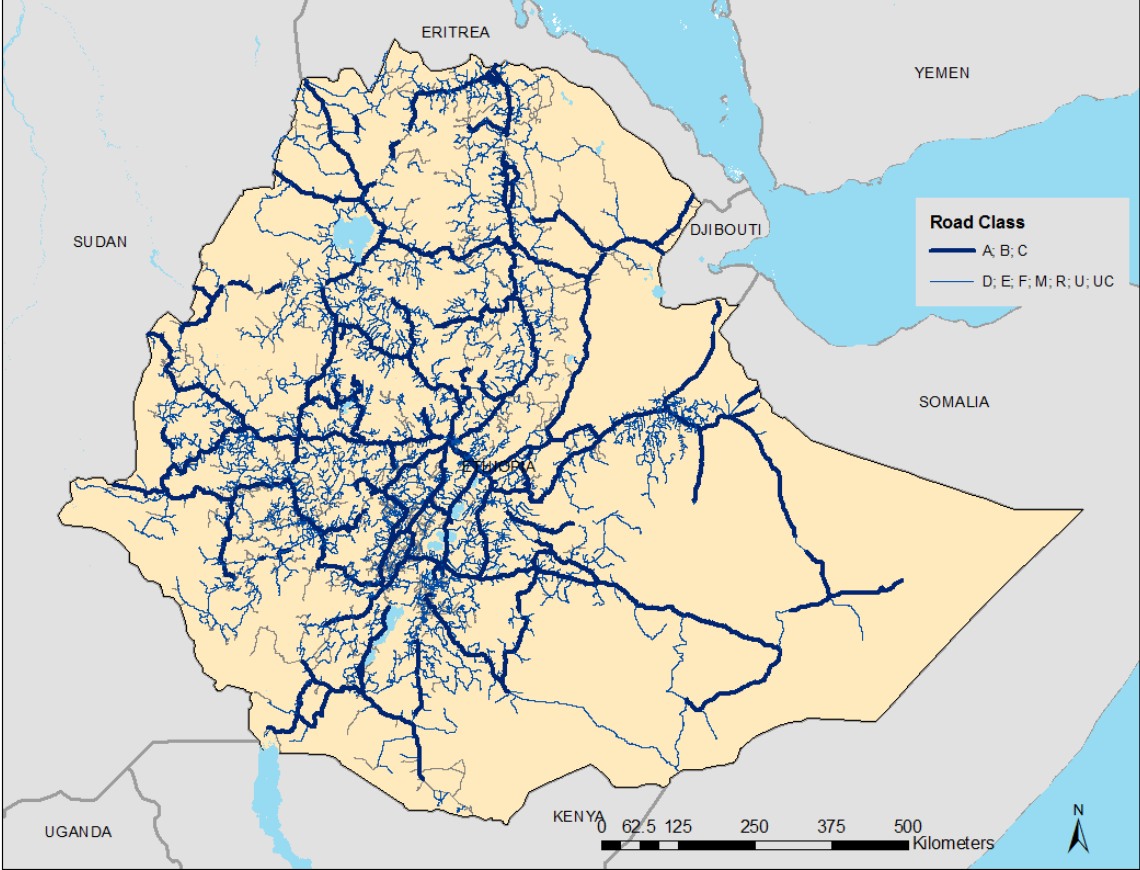 ERITREA
YEMEN
Road Class
A; B; C
D; E; F; M; R; U; UC
DJIBOUTI
SUDAN
SOMALIA
ETHIOPIA
UGANDA
KENYA
N
0 62.5 125 250 375 500
Kilometers